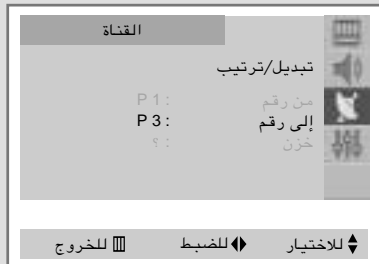 القناة
تبديل/ترتيب
من رقم : P 1
إلى رقم : P 3
خزن : ؟
للاختيار للضبط للخروج